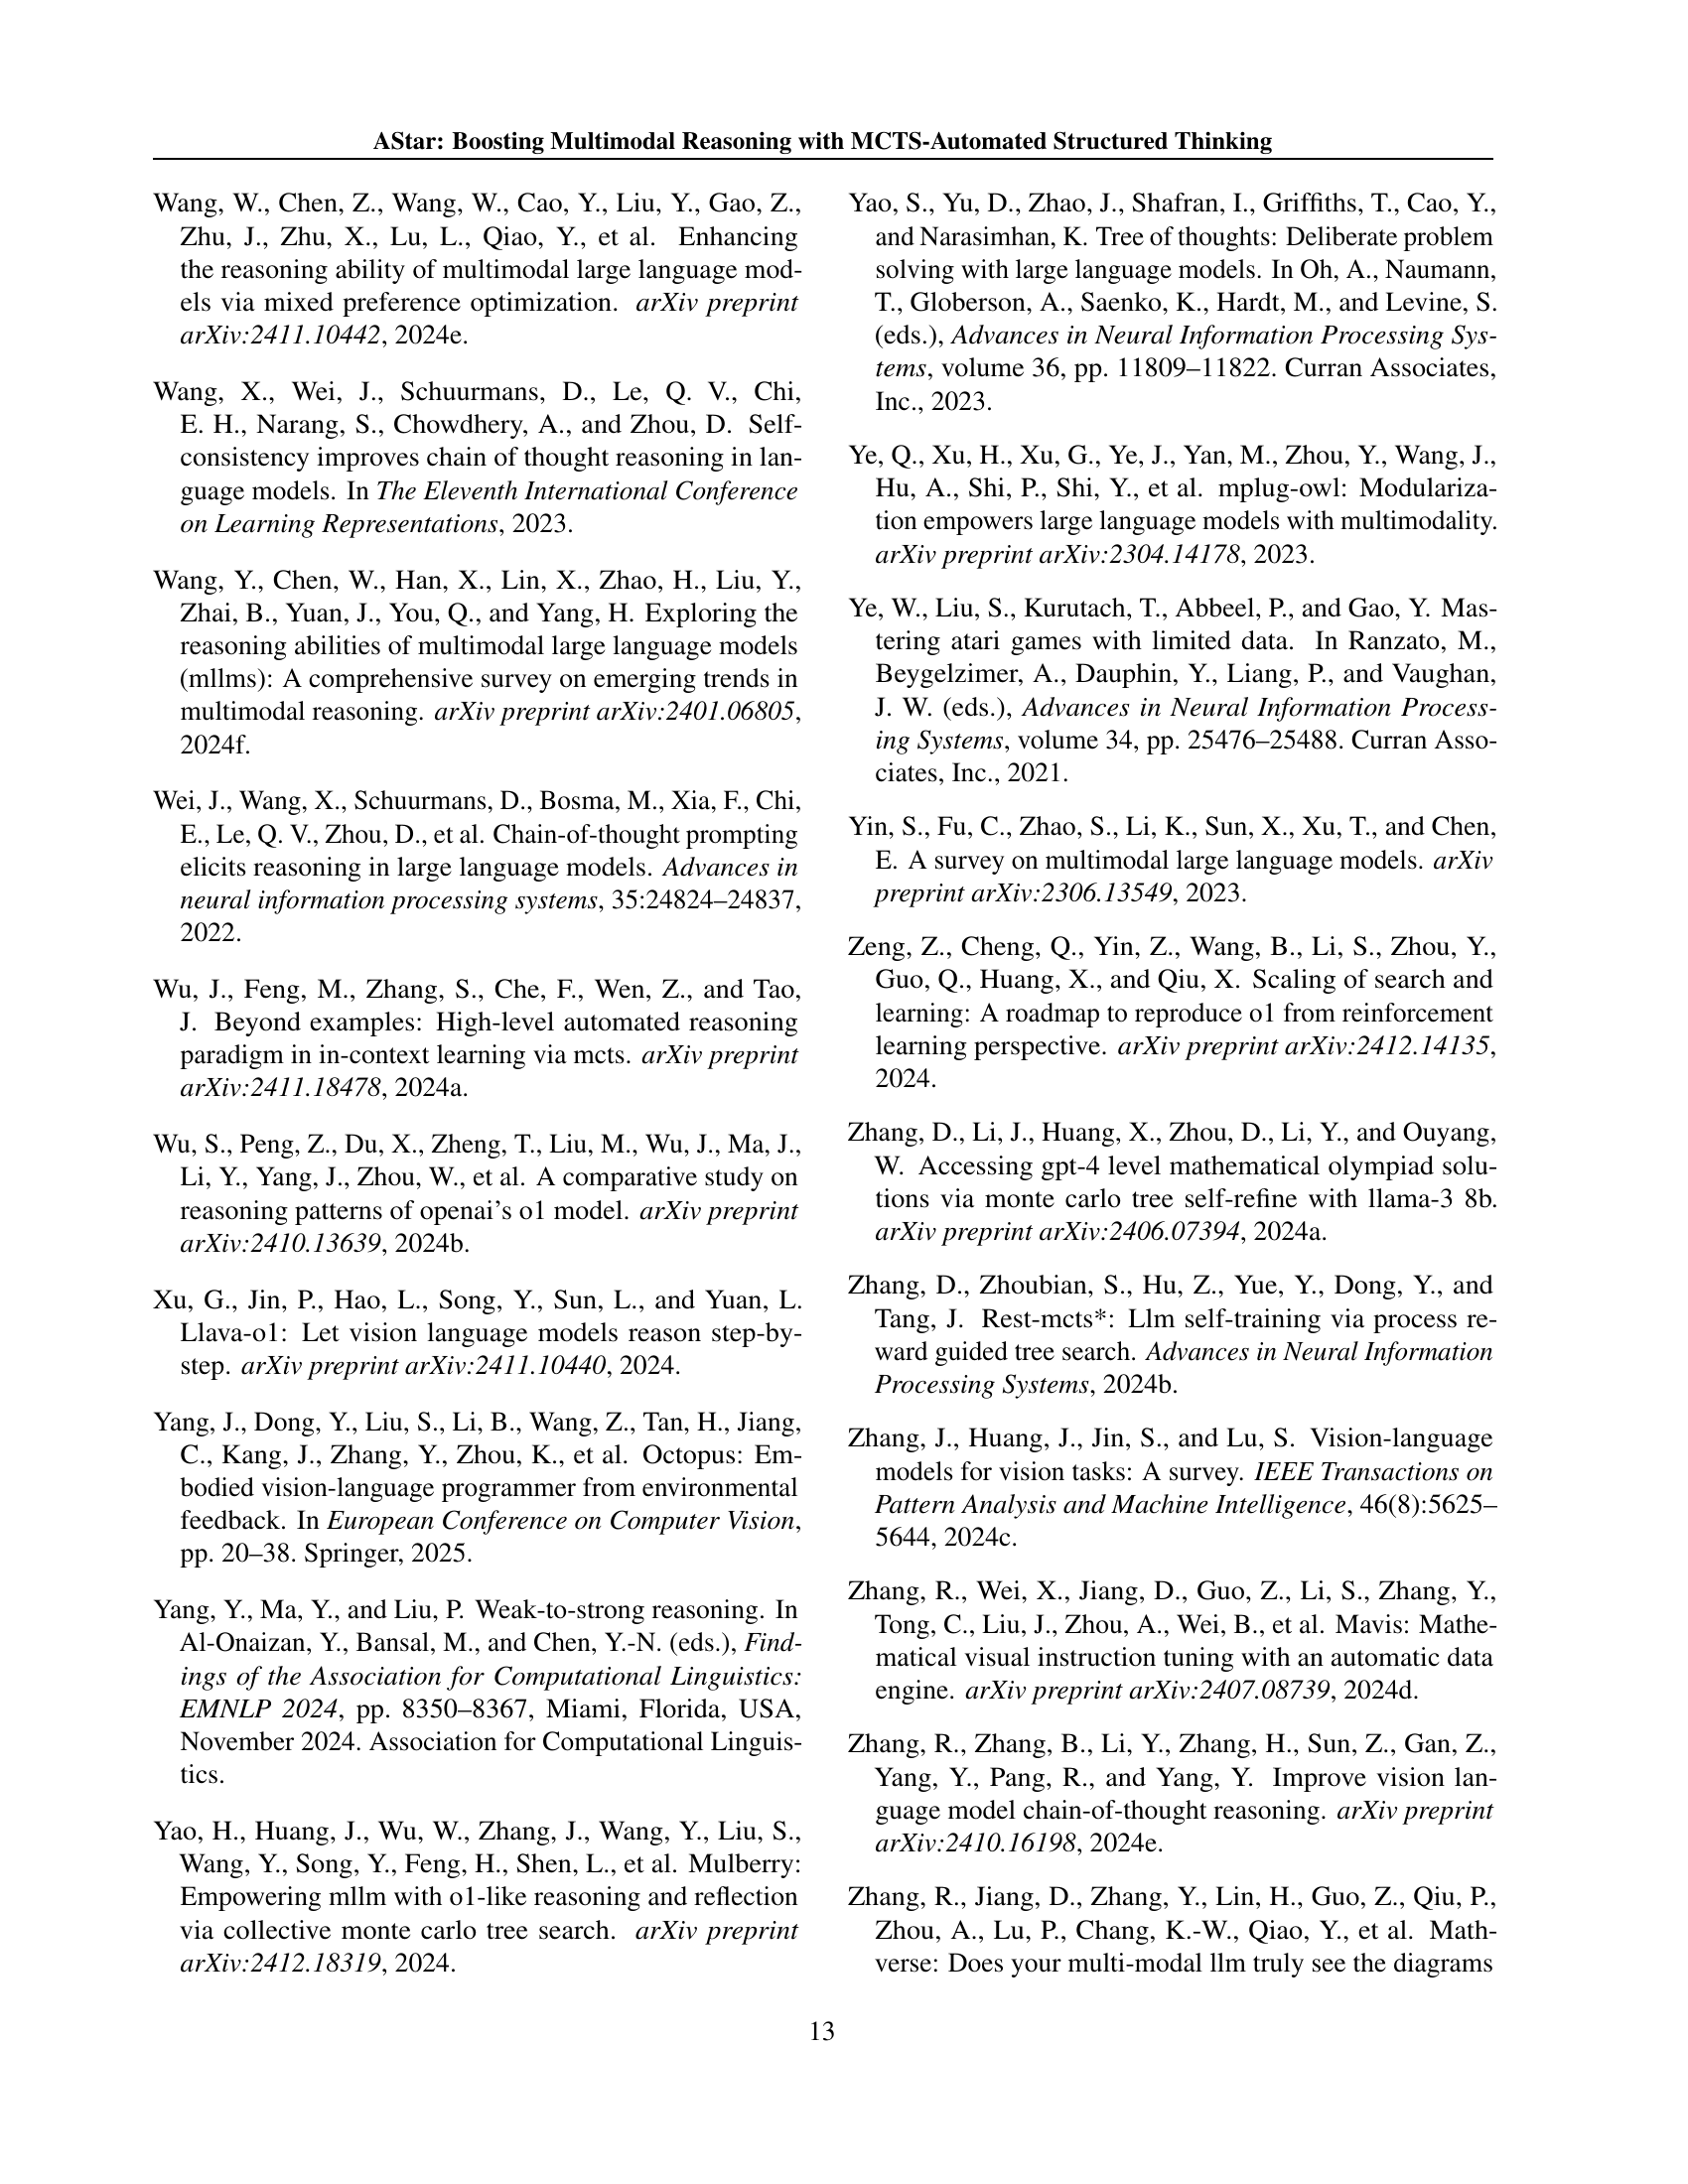 AStar: Boosting Multimodal Reasoning with MCTS-Automated Structured Thinking
Wang, W., Chen, Z., Wang, W., Cao, Y., Liu, Y., Gao, Z.,
Zhu, J., Zhu, X., Lu, L., Qiao, Y., et al. Enhancing
the reasoning ability of multimodal large language mod-
els via mixed preference optimization. arXiv preprint
arXiv:2411.10442, 2024e.
Wang, X., Wei, J., Schuurmans, D., Le, Q. V., Chi,
E. H., Narang, S., Chowdhery, A., and Zhou, D. Self-
consistency improves chain of thought reasoning in lan-
guage models. In The Eleventh International Conference
on Learning Representations, 2023.
Wang, Y., Chen, W., Han, X., Lin, X., Zhao, H., Liu, Y.,
Zhai, B., Yuan, J., You, Q., and Yang, H. Exploring the
reasoning abilities of multimodal large language models
(mllms): A comprehensive survey on emerging trends in
multimodal reasoning. arXiv preprint arXiv:2401.06805,
2024f.
Wei, J., Wang, X., Schuurmans, D., Bosma, M., Xia, F., Chi,
E., Le, Q. V., Zhou, D., et al. Chain-of-thought prompting
elicits reasoning in large language models. Advances in
neural information processing systems, 35:24824–24837,
2022.
Wu, J., Feng, M., Zhang, S., Che, F., Wen, Z., and Tao,
J. Beyond examples: High-level automated reasoning
paradigm in in-context learning via mcts. arXiv preprint
arXiv:2411.18478, 2024a.
Wu, S., Peng, Z., Du, X., Zheng, T., Liu, M., Wu, J., Ma, J.,
Li, Y., Yang, J., Zhou, W., et al. A comparative study on
reasoning patterns of openai's o1 model. arXiv preprint
arXiv:2410.13639, 2024b.
Xu, G., Jin, P., Hao, L., Song, Y., Sun, L., and Yuan, L.
Llava-o1: Let vision language models reason step-by-
step. arXiv preprint arXiv:2411.10440, 2024.
Yang, J., Dong, Y., Liu, S., Li, B., Wang, Z., Tan, H., Jiang,
C., Kang, J., Zhang, Y., Zhou, K., et al. Octopus: Em-
bodied vision-language programmer from environmental
feedback. In European Conference on Computer Vision,
pp. 20–38. Springer, 2025.
Yang, Y., Ma, Y., and Liu, P. Weak-to-strong reasoning. In
Al-Onaizan, Y., Bansal, M., and Chen, Y.-N. (eds.), Find-
ings of the Association for Computational Linguistics:
EMNLP 2024, pp. 8350–8367, Miami, Florida, USA,
November 2024. Association for Computational Linguis-
tics.
Yao, H., Huang, J., Wu, W., Zhang, J., Wang, Y., Liu, S.,
Wang, Y., Song, Y., Feng, H., Shen, L., et al. Mulberry:
Empowering mllm with o1-like reasoning and reflection
via collective monte carlo tree search. arXiv preprint
arXiv:2412.18319, 2024.
Yao, S., Yu, D., Zhao, J., Shafran, I., Griffiths, T., Cao, Y.,
and Narasimhan, K. Tree of thoughts: Deliberate problem
solving with large language models. In Oh, A., Naumann,
T., Globerson, A., Saenko, K., Hardt, M., and Levine, S.
(eds.), Advances in Neural Information Processing Sys-
tems, volume 36, pp. 11809–11822. Curran Associates,
Inc., 2023.
Ye, Q., Xu, H., Xu, G., Ye, J., Yan, M., Zhou, Y., Wang, J.,
Hu, A., Shi, P., Shi, Y., et al. mplug-owl: Modulariza-
tion empowers large language models with multimodality.
arXiv preprint arXiv:2304.14178, 2023.
Ye, W., Liu, S., Kurutach, T., Abbeel, P., and Gao, Y. Mas-
tering atari games with limited data. In Ranzato, M.,
Beygelzimer, A., Dauphin, Y., Liang, P., and Vaughan,
J. W. (eds.), Advances in Neural Information Process-
ing Systems, volume 34, pp. 25476–25488. Curran Asso-
ciates, Inc., 2021.
Yin, S., Fu, C., Zhao, S., Li, K., Sun, X., Xu, T., and Chen,
E. A survey on multimodal large language models. arXiv
preprint arXiv:2306.13549, 2023.
Zeng, Z., Cheng, Q., Yin, Z., Wang, B., Li, S., Zhou, Y.,
Guo, Q., Huang, X., and Qiu, X. Scaling of search and
learning: A roadmap to reproduce o1 from reinforcement
learning perspective. arXiv preprint arXiv:2412.14135,
2024.
Zhang, D., Li, J., Huang, X., Zhou, D., Li, Y., and Ouyang,
W. Accessing gpt-4 level mathematical olympiad solu-
tions via monte carlo tree self-refine with llama-3 8b.
arXiv preprint arXiv:2406.07394, 2024a.
Zhang, D., Zhoubian, S., Hu, Z., Yue, Y., Dong, Y., and
Tang, J. Rest-mcts*: Llm self-training via process re-
ward guided tree search. Advances in Neural Information
Processing Systems, 2024b.
Zhang, J., Huang, J., Jin, S., and Lu, S. Vision-language
models for vision tasks: A survey. IEEE Transactions on
Pattern Analysis and Machine Intelligence, 46(8):5625–
5644, 2024c.
Zhang, R., Wei, X., Jiang, D., Guo, Z., Li, S., Zhang, Y.,
Tong, C., Liu, J., Zhou, A., Wei, B., et al. Mavis: Mathe-
matical visual instruction tuning with an automatic data
engine. arXiv preprint arXiv:2407.08739, 2024d.
Zhang, R., Zhang, B., Li, Y., Zhang, H., Sun, Z., Gan, Z.,
Yang, Y., Pang, R., and Yang, Y. Improve vision lan-
guage model chain-of-thought reasoning. arXiv preprint
arXiv:2410.16198, 2024e.
Zhang, R., Jiang, D., Zhang, Y., Lin, H., Guo, Z., Qiu, P.,
Zhou, A., Lu, P., Chang, K.-W., Qiao, Y., et al. Math-
verse: Does your multi-modal llm truly see the diagrams
13